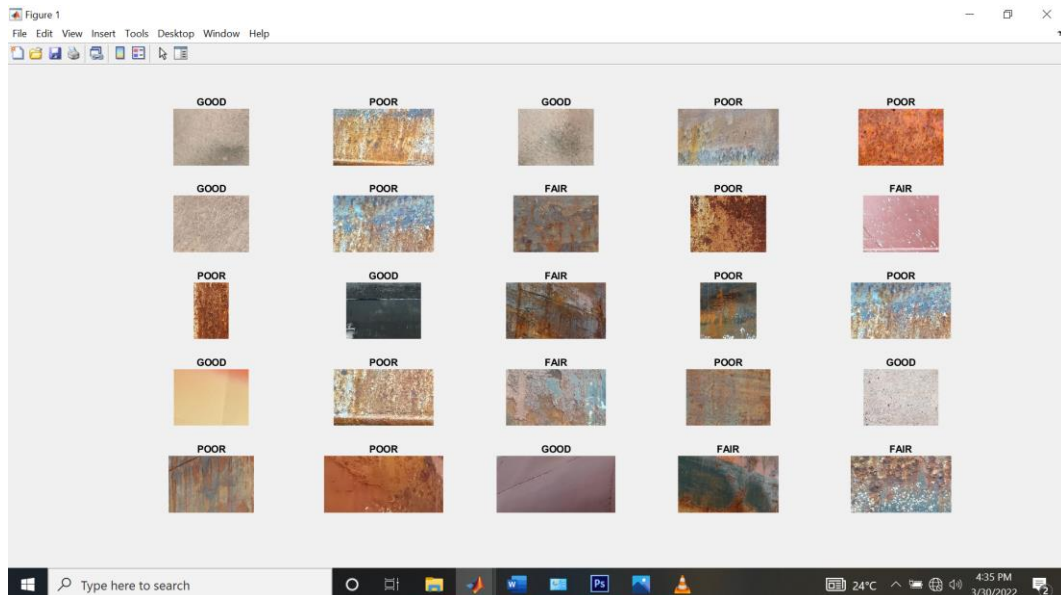 Figure 1
File Edit View Insert Tools Desktop Window Help
GOOD POOR GOOD POOR POOR
GOOD POOR FAIR POOR FAIR
POOR GOOD FAIR POOR POOR
GOOD POOR FAIR POOR GOOD
POOR POOR GOOD FAIR FAIR
Type here to search
W
Ps
24°C
4:35 PM
3/30/2022
2